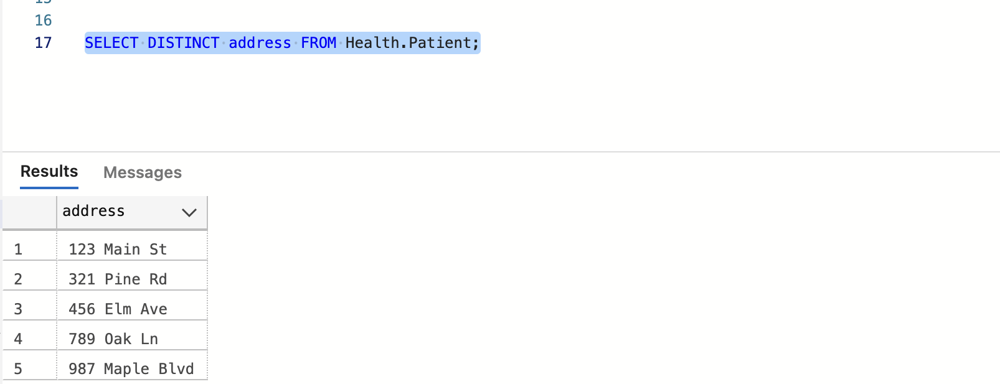 16
17 SELECT DISTINCT address FROM Health.Patient;
Results Messages
address
1 123 Main St
2 321 Pine Rd
3 456 Elm Ave
4 789 Oak Ln
5 987 Maple Blvd